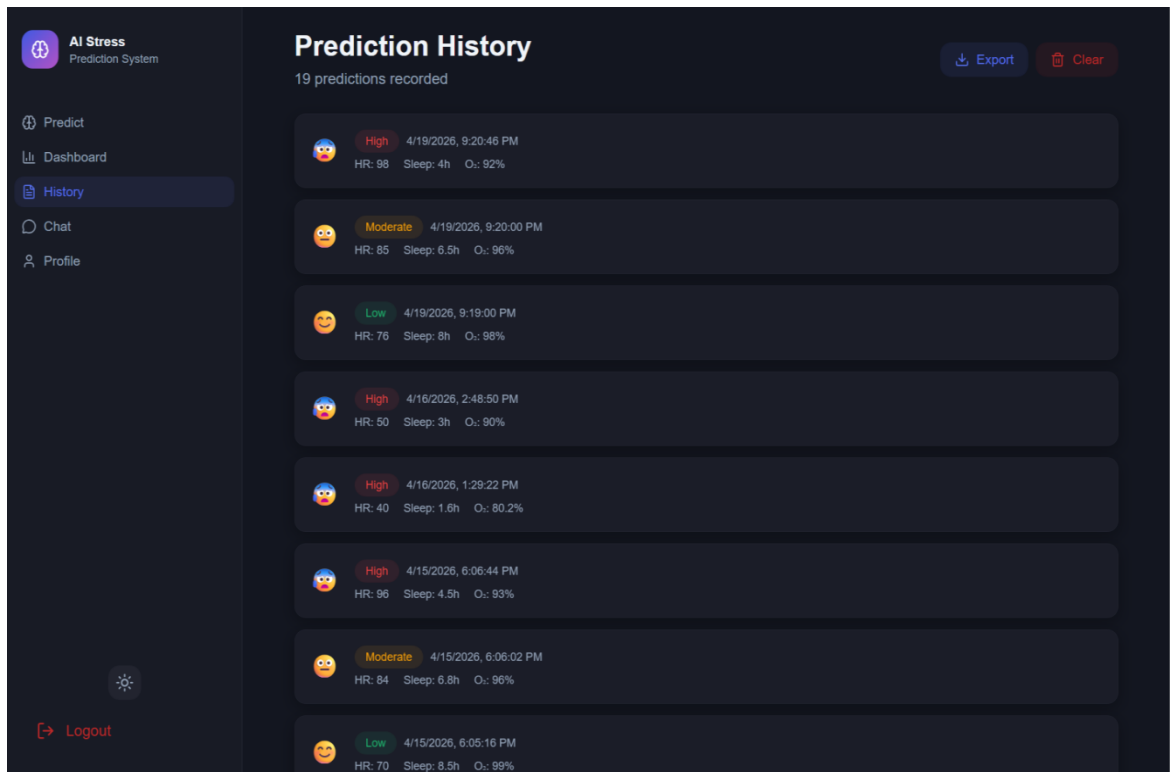 AI Stress
Prediction System
Predict
Dashboard
History
Chat
Profile
Logout
Prediction History
19 predictions recorded
Export
Clear
High 4/19/2026, 9:20:46 PM
HR: 98 Sleep: 4h O₂: 92%
Moderate 4/19/2026, 9:20:00 PM
HR: 85 Sleep: 6.5h O₂: 96%
Low 4/19/2026, 9:19:00 PM
HR: 76 Sleep: 8h O₂: 98%
High 4/16/2026, 2:48:50 PM
HR: 50 Sleep: 3h O₂: 90%
High 4/16/2026, 1:29:22 PM
HR: 40 Sleep: 1.6h O₂: 80.2%
High 4/15/2026, 6:06:44 PM
HR: 96 Sleep: 4.5h O₂: 93%
Moderate 4/15/2026, 6:06:02 PM
HR: 84 Sleep: 6.8h O₂: 96%
Low 4/15/2026, 6:05:16 PM
HR: 70 Sleep: 8.5h O₂: 99%